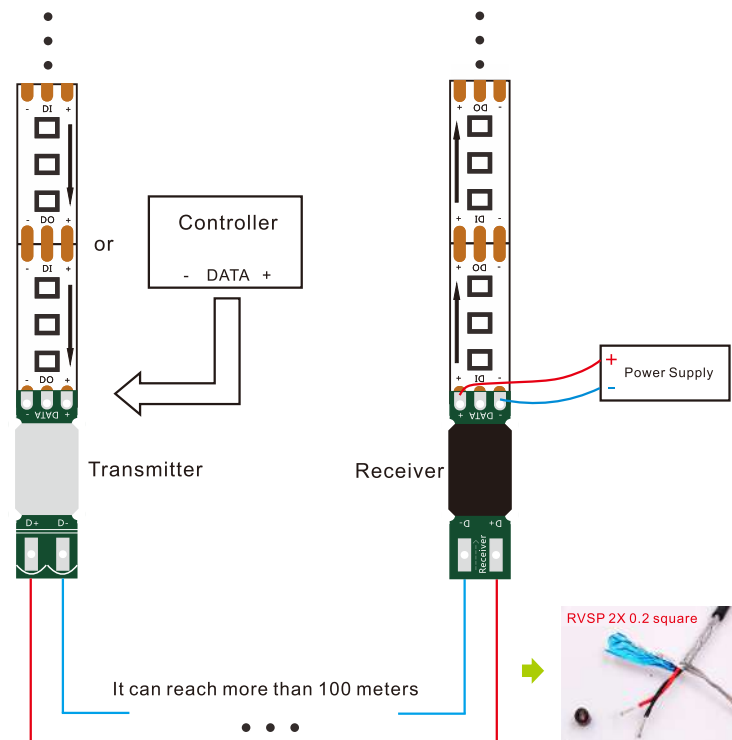 - DI +
+ DO -
- DO +
+ DI -
or
Controller
- DATA +
- DI +
+ DO -
- DO +
+ DI -
+
Power Supply
-
- DATA +
+ DATA -
Transmitter
Receiver
D+ D-
D- D+
Receiver
RVSP 2X 0.2 square
It can reach more than 100 meters